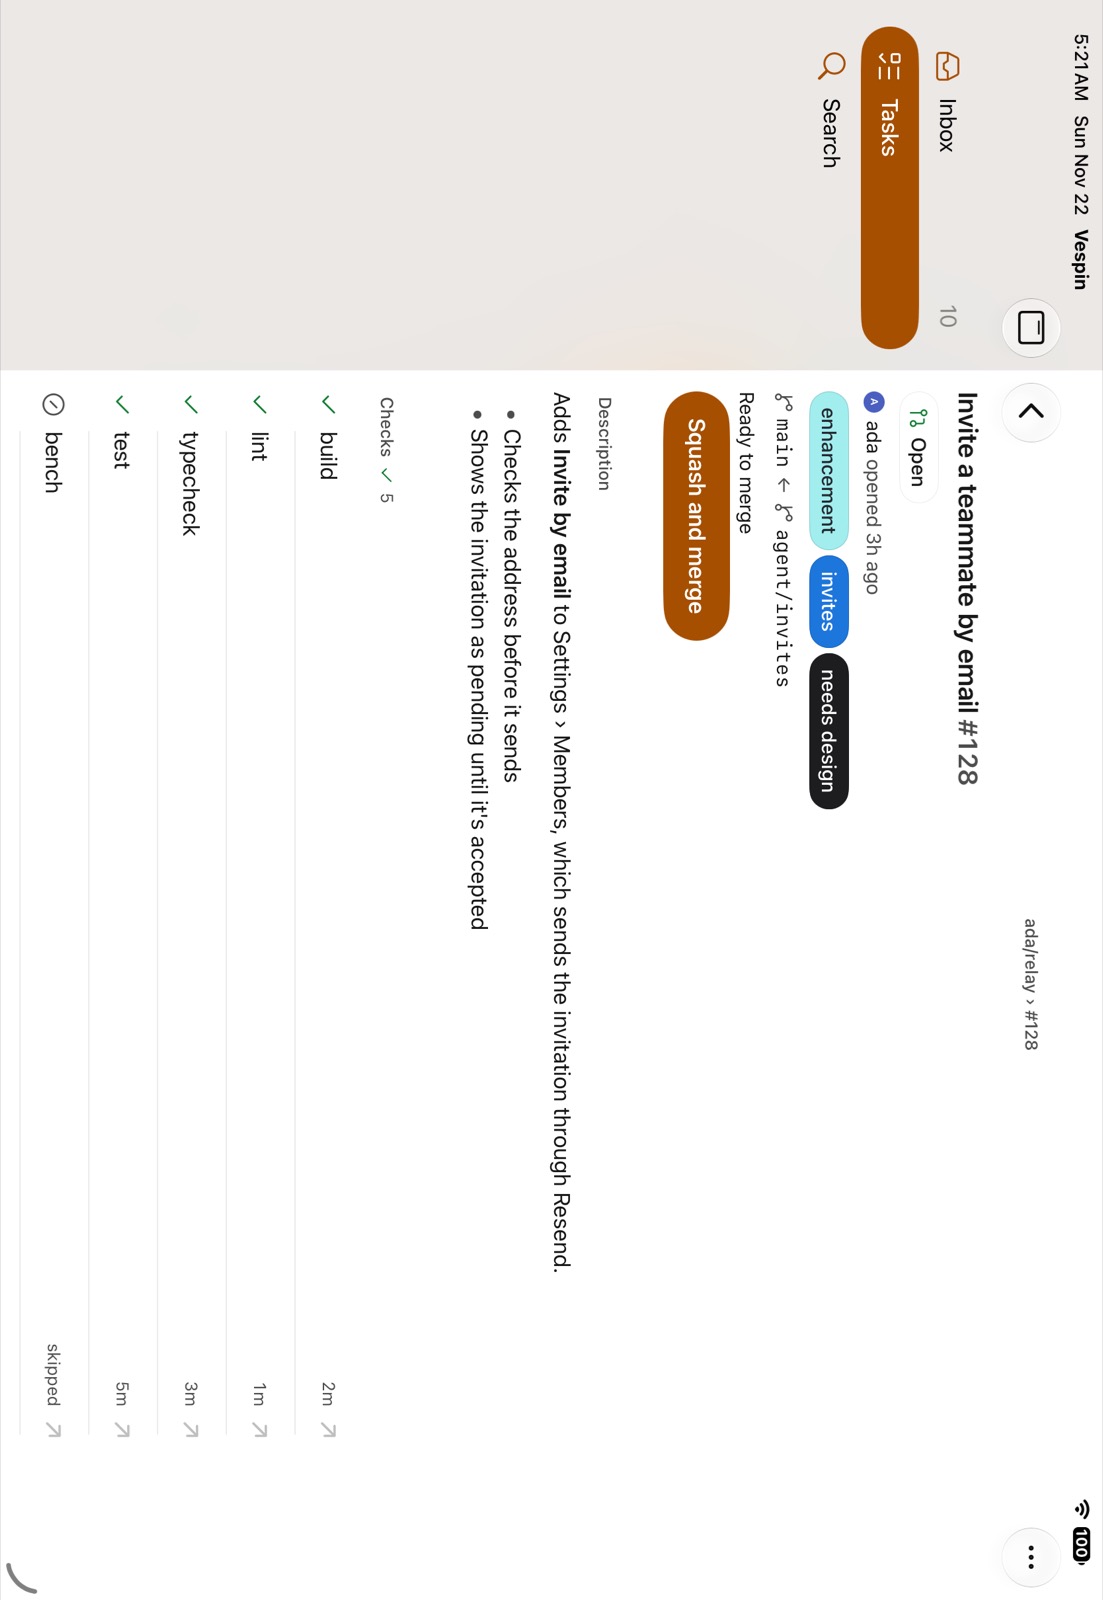 5:21 AM Sun Nov 22 Vespin
100
Inbox 10
Tasks
Search
ada/relay › #128
Invite a teammate by email #128
Open
A ada opened 3h ago
enhancement invites needs design
main ← agent/invites
Ready to merge
Squash and merge
Description
Adds Invite by email to Settings › Members, which sends the invitation through Resend.
• Checks the address before it sends
• Shows the invitation as pending until it's accepted
Checks ✓ 5
build 2m
lint 1m
typecheck 3m
test 5m
bench skipped